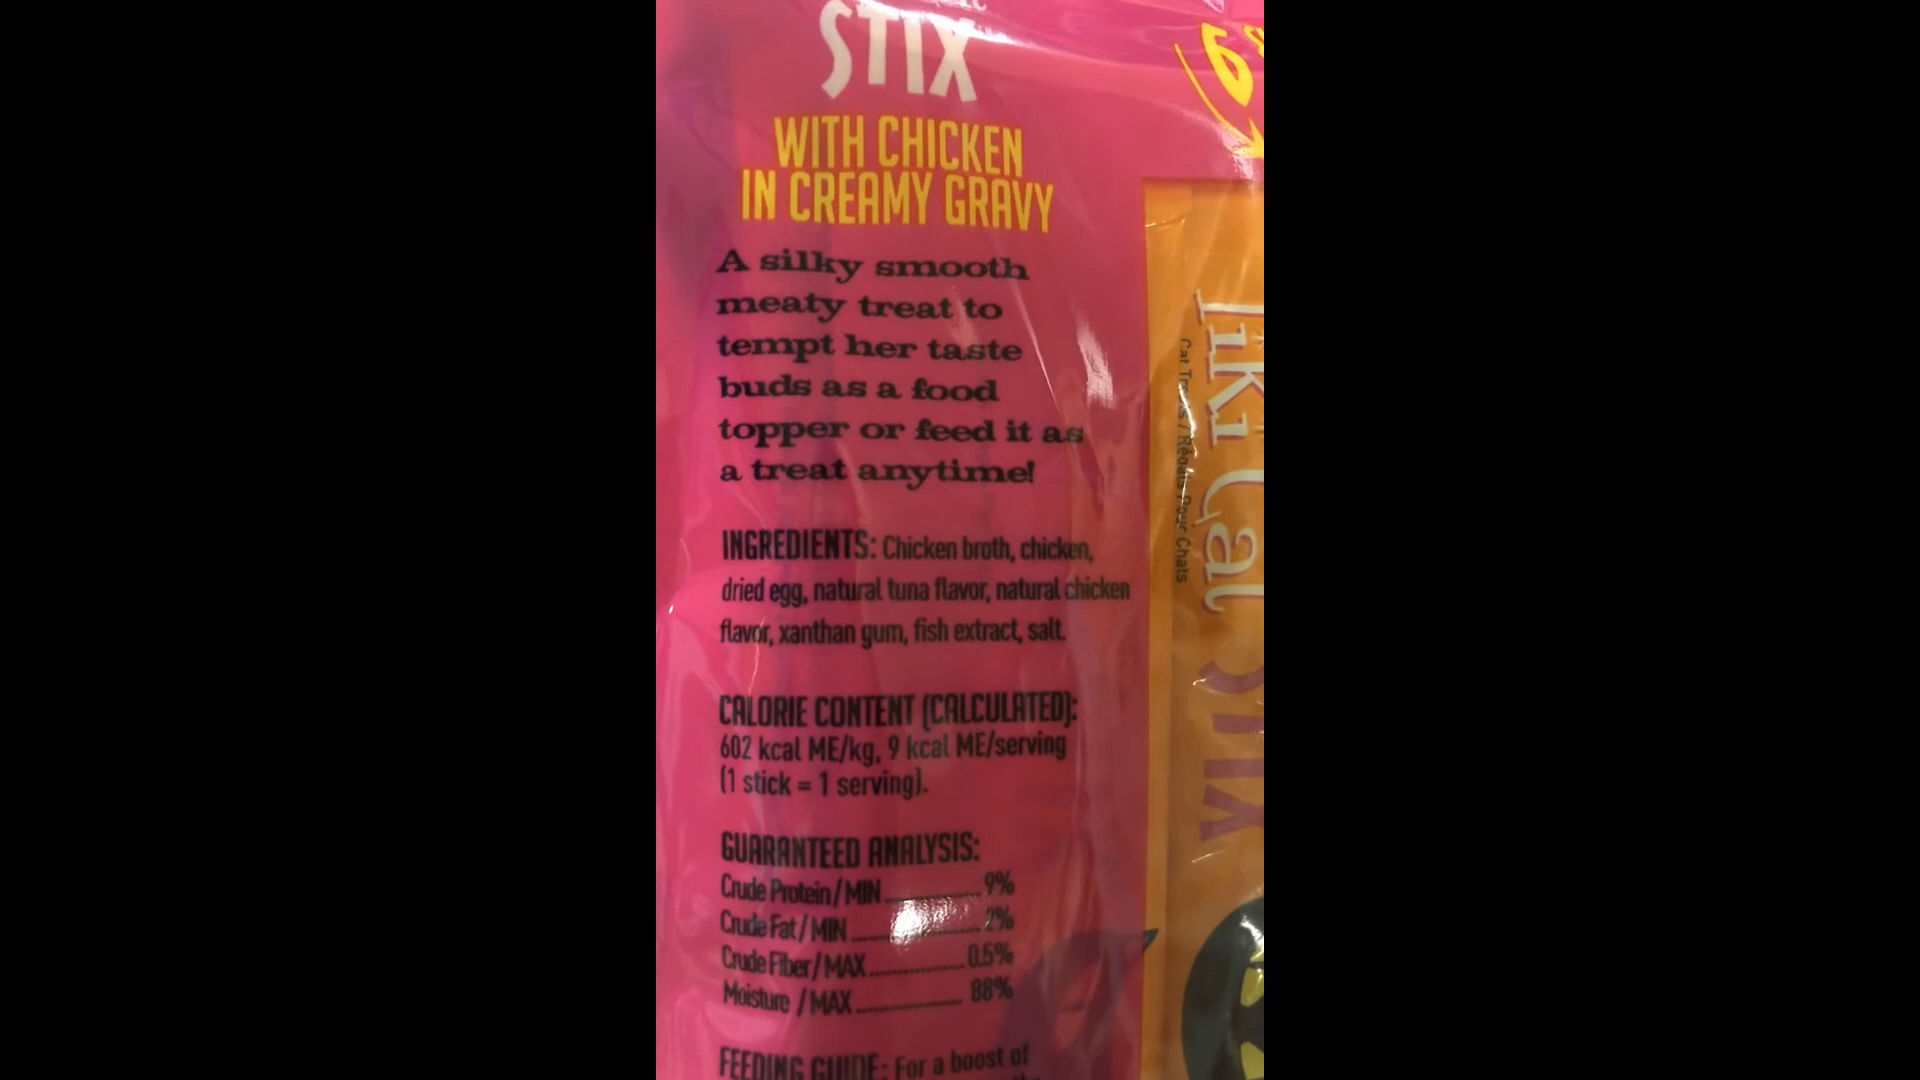 STIX
WITH CHICKEN
IN CREAMY GRAVY
A silky smooth
meaty treat to
tempt her taste
buds as a food
topper or feed it as
a treat anytime!
INGREDIENTS: Chicken broth, chicken,
dried egg, natural tuna flavor, natural chicken
flavor, xanthan gum, fish extract, salt.
CALORIE CONTENT (CALCULATED):
602 kcal ME/kg, 9 kcal ME/serving
(1 stick = 1 serving).
GUARANTEED ANALYSIS:
Crude Protein/MIN 9%
Crude Fat/MIN 2%
Crude Fiber/MAX 0.5%
Moisture /MAX 88%
FEEDING GUIDE: For a boost of
6
Tiki Cat STIX
Cat Treats / Régals Pour Chats